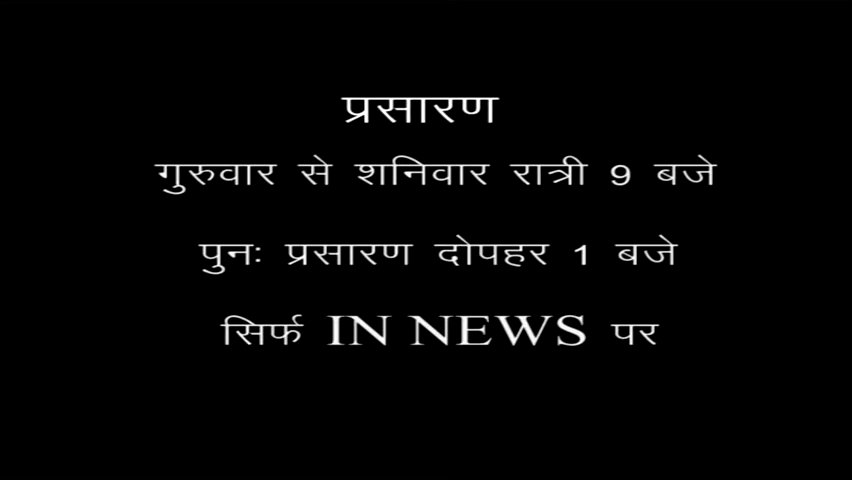 प्रसारण
गुरुवार से शनिवार रात्री 9 बजे
पुनः प्रसारण दोपहर 1 बजे
सिर्फ IN NEWS पर